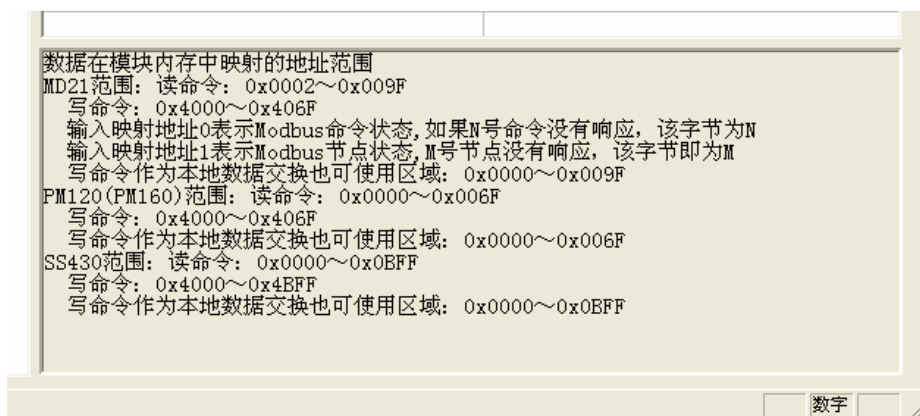 数据在模块内存中映射的地址范围
MD21范围: 读命令: 0x0002～0x009F
写命令: 0x4000～0x406F
输入映射地址0表示Modbus命令状态,如果N号命令没有响应, 该字节为N
输入映射地址1表示Modbus节点状态,M号节点没有响应, 该字节即为M
写命令作为本地数据交换也可使用区域: 0x0000～0x009F
PM120(PM160)范围: 读命令: 0x0000～0x006F
写命令: 0x4000～0x406F
写命令作为本地数据交换也可使用区域: 0x0000～0x006F
SS430范围: 读命令: 0x0000～0x0BFF
写命令: 0x4000～0x4BFF
写命令作为本地数据交换也可使用区域: 0x0000～0x0BFF
数字